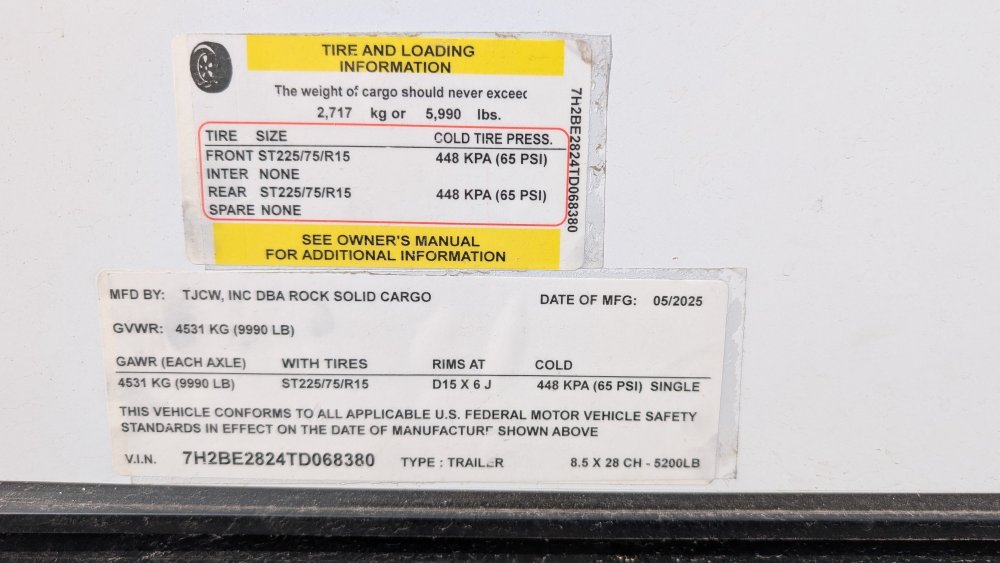 TIRE AND LOADING
INFORMATION
The weight of cargo should never exceed
2,717 kg or 5,990 lbs.
TIRE SIZE COLD TIRE PRESS.
FRONT ST225/75/R15 448 KPA (65 PSI)
INTER NONE
REAR ST225/75/R15 448 KPA (65 PSI)
SPARE NONE
SEE OWNER'S MANUAL
FOR ADDITIONAL INFORMATION
7H2BE2824TD068380
MFD BY: TJCW, INC DBA ROCK SOLID CARGO DATE OF MFG: 05/2025
GVWR: 4531 KG (9990 LB)
GAWR (EACH AXLE) WITH TIRES RIMS AT COLD
4531 KG (9990 LB) ST225/75/R15 D15 X 6 J 448 KPA (65 PSI) SINGLE
THIS VEHICLE CONFORMS TO ALL APPLICABLE U.S. FEDERAL MOTOR VEHICLE SAFETY
STANDARDS IN EFFECT ON THE DATE OF MANUFACTURE SHOWN ABOVE
V.I.N. 7H2BE2824TD068380 TYPE : TRAILER 8.5 X 28 CH - 5200LB